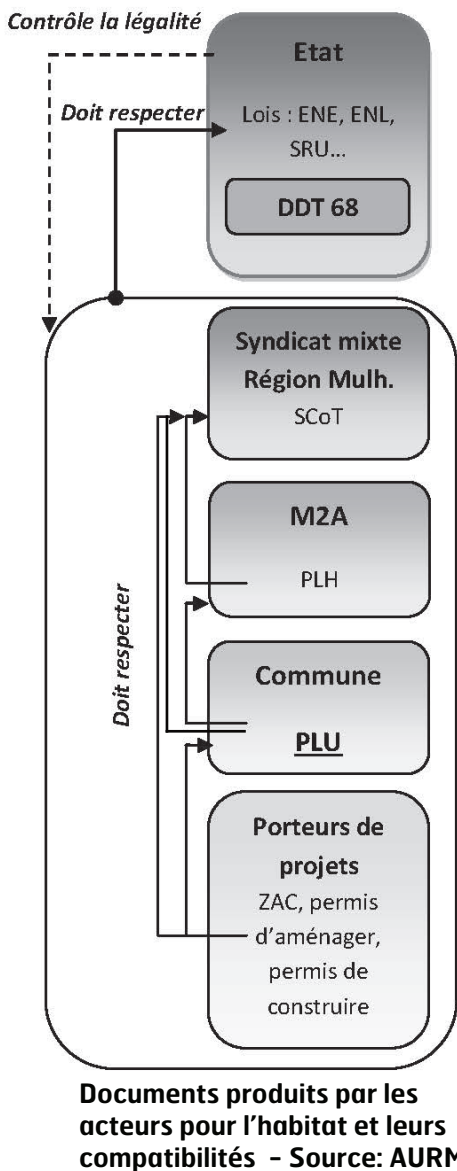 Contrôle la légalité
Etat
Doit respecter
Lois : ENE, ENL,
SRU...
DDT 68
Syndicat mixte
Région Mulh.
SCoT
M2A
PLH
Doit respecter
Commune
PLU
Porteurs de
projets
ZAC, permis
d'aménager,
permis de
construire
Documents produits par les
acteurs pour l'habitat et leurs
compatibilités - Source: AURM